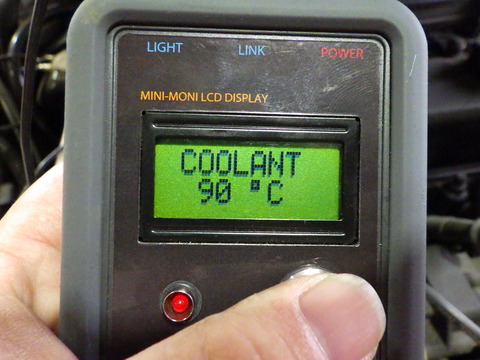 LIGHT LINK POWER
MINI-MONI LCD DISPLAY
COOLANT
90 °C